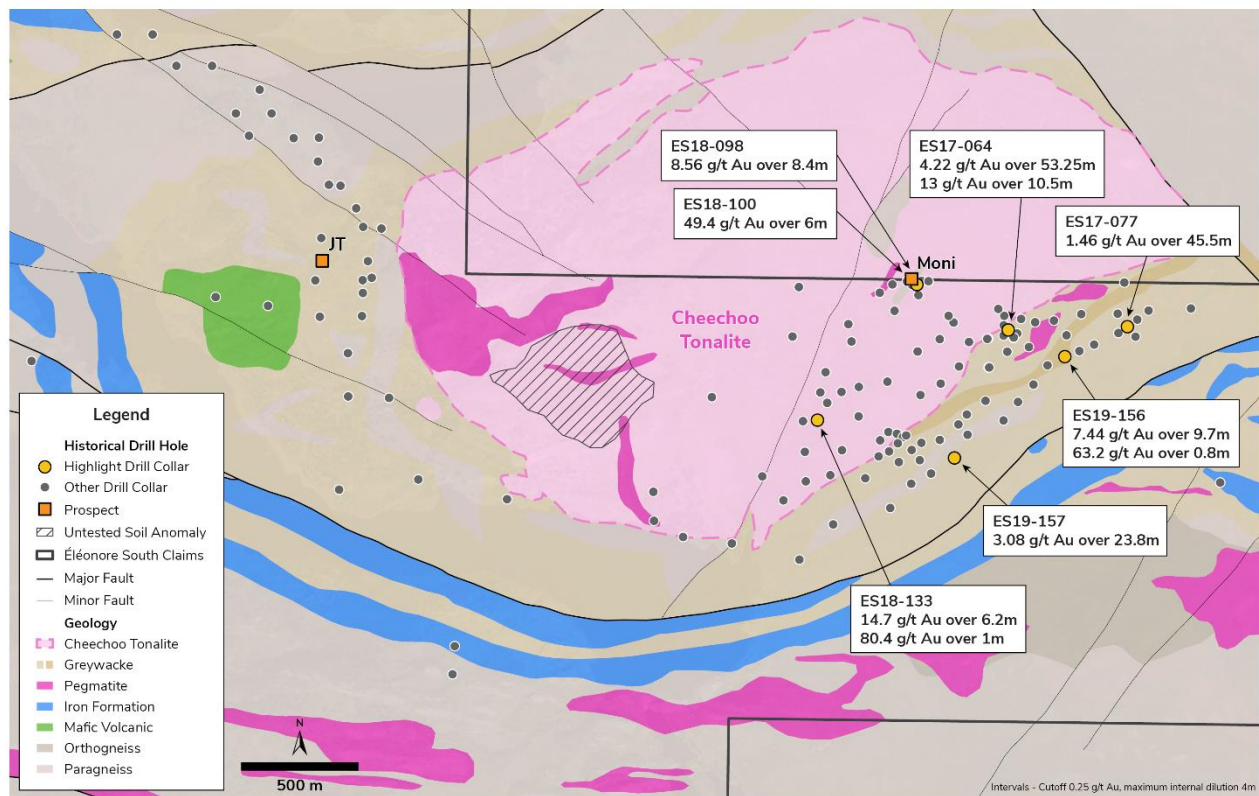 ES18-098
8.56 g/t Au over 8.4m
ES17-064
4.22 g/t Au over 53.25m
13 g/t Au over 10.5m
ES18-100
49.4 g/t Au over 6m
ES17-077
1.46 g/t Au over 45.5m
JT
Moni
Cheechoo
Tonalite
ES19-156
7.44 g/t Au over 9.7m
63.2 g/t Au over 0.8m
ES19-157
3.08 g/t Au over 23.8m
ES18-133
14.7 g/t Au over 6.2m
80.4 g/t Au over 1m
Legend
Historical Drill Hole
Highlight Drill Collar
Other Drill Collar
Prospect
Untested Soil Anomaly
Éléonore South Claims
Major Fault
Minor Fault
Geology
Cheechoo Tonalite
Greywacke
Pegmatite
Iron Formation
Mafic Volcanic
Orthogneiss
Paragneiss
N
500 m
Intervals - Cutoff 0.25 g/t Au, maximum internal dilution 4m